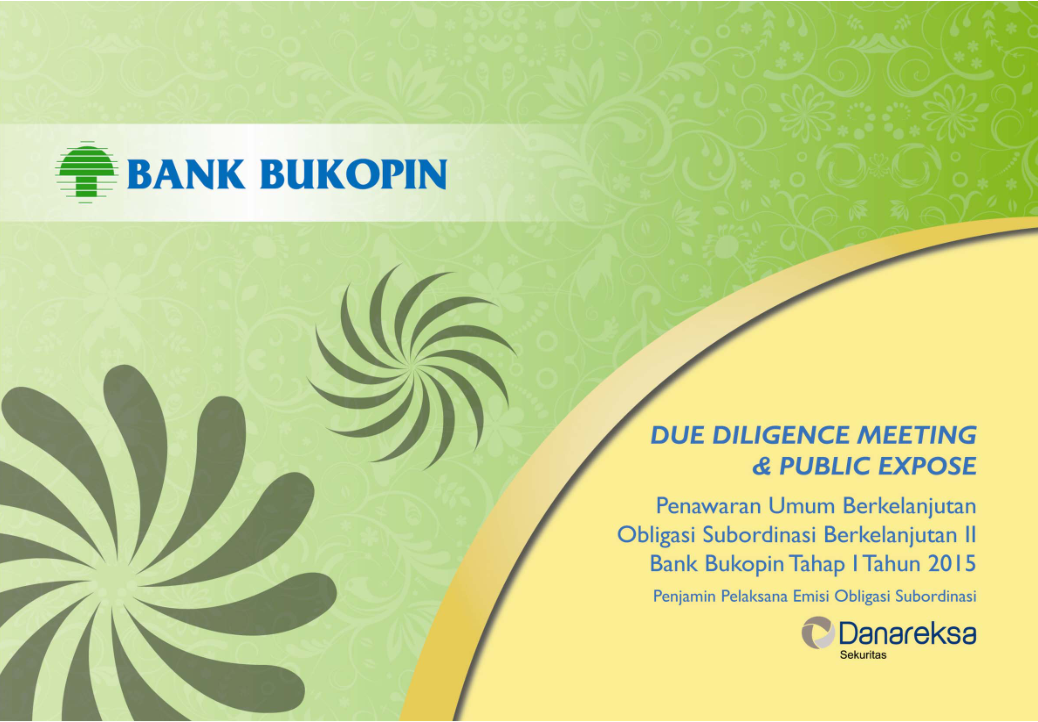 BANK BUKOPIN
DUE DILIGENCE MEETING
& PUBLIC EXPOSE
Penawaran Umum Berkelanjutan
Obligasi Subordinasi Berkelanjutan II
Bank Bukopin Tahap I Tahun 2015
Penjamin Pelaksana Emisi Obligasi Subordinasi
Danareksa
Sekuritas